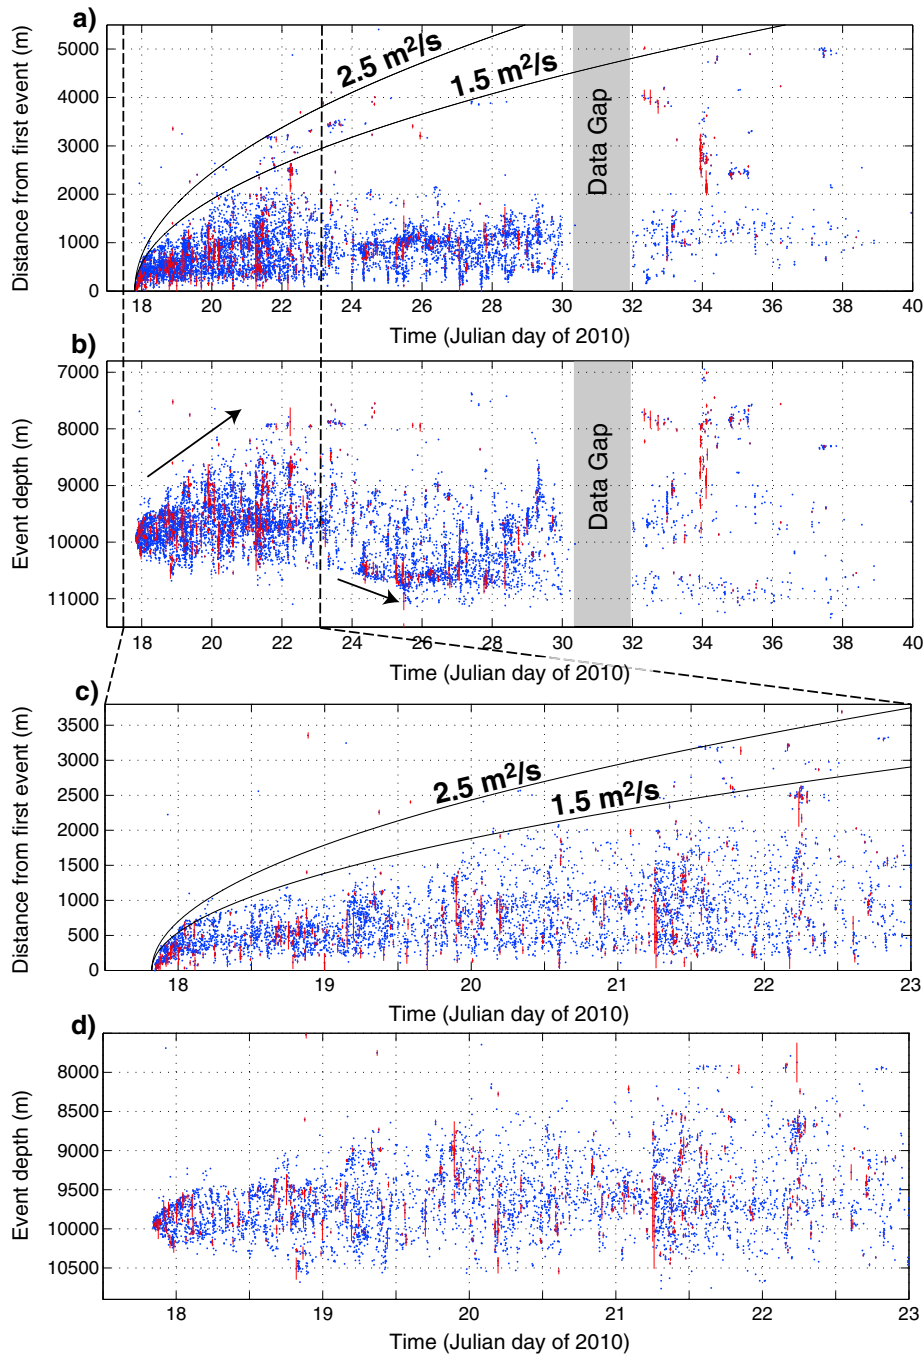 a)
5000
4000
3000
2000
1000
0
Distance from first event (m)
2.5 m²/s
1.5 m²/s
Data Gap
18 20 22 24 26 28 30 32 34 36 38 40
Time (Julian day of 2010)
b)
7000
8000
9000
10000
11000
Event depth (m)
Data Gap
18 20 22 24 26 28 30 32 34 36 38 40
Time (Julian day of 2010)
c)
3500
3000
2500
2000
1500
1000
500
0
Distance from first event (m)
2.5 m²/s
1.5 m²/s
18 19 20 21 22 23
Time (Julian day of 2010)
d)
8000
8500
9000
9500
10000
10500
Event depth (m)
18 19 20 21 22 23
Time (Julian day of 2010)